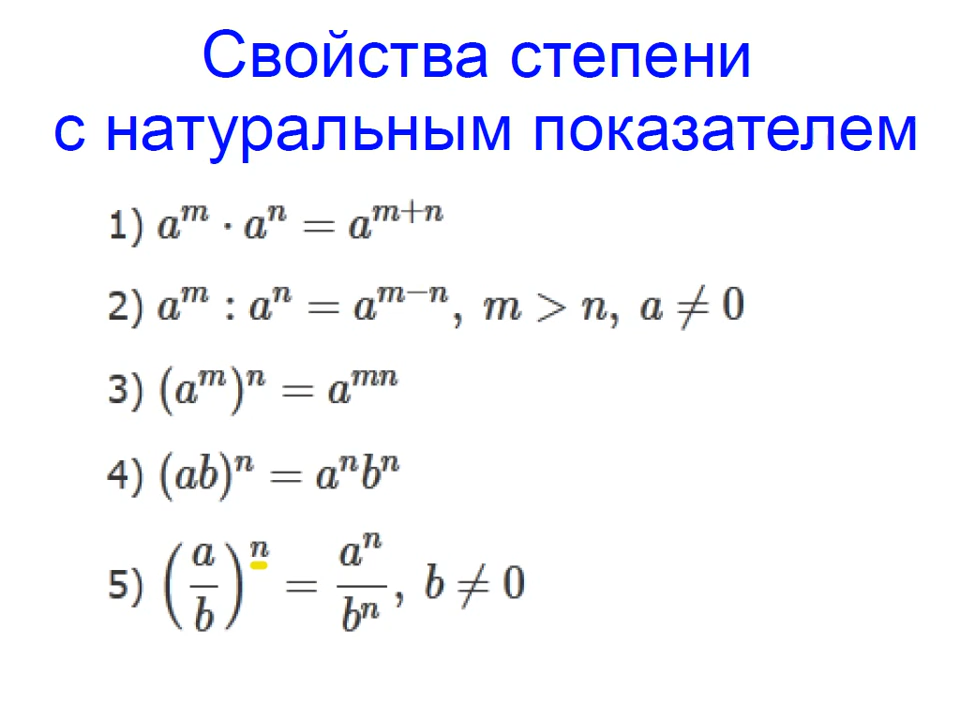 Свойства степени
с натуральным показателем
1) a^m · a^n = a^{m+n}
2) a^m : a^n = a^{m−n}, m > n, a ≠ 0
3) (a^m)^n = a^{mn}
4) (ab)^n = a^n b^n
5) (a/b)^n = a^n/b^n, b ≠ 0